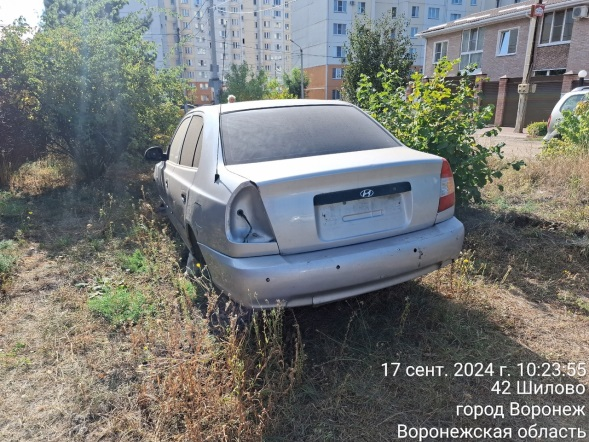 17 сент. 2024 г. 10:23:55
42 Шилово
город Воронеж
Воронежская область